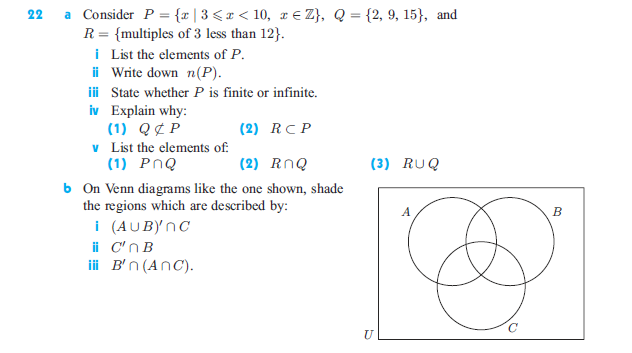 22 a Consider P = {x | 3 ⩽ x < 10, x ∈ ℤ}, Q = {2, 9, 15}, and
R = {multiples of 3 less than 12}.
i List the elements of P.
ii Write down n(P).
iii State whether P is finite or infinite.
iv Explain why:
(1) Q ⊄ P (2) R ⊂ P
v List the elements of:
(1) P ∩ Q (2) R ∩ Q (3) R ∪ Q
b On Venn diagrams like the one shown, shade
the regions which are described by:
i (A ∪ B)′ ∩ C
ii C′ ∩ B
iii B′ ∩ (A ∩ C).
A B
C
U